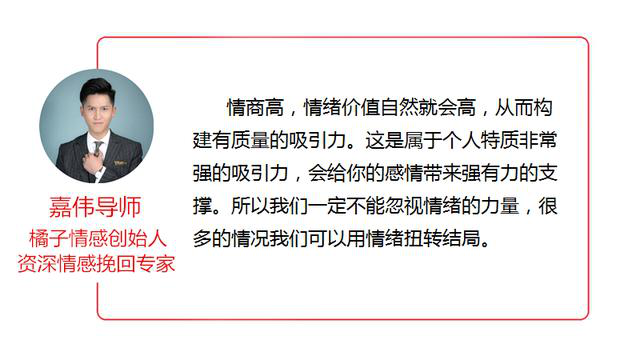 情商高，情绪价值自然就会高，从而构
建有质量的吸引力。这是属于个人特质非常
强的吸引力，会给你的感情带来强有力的支
撑。所以我们一定不能忽视情绪的力量，很
多的情况我们可以用情绪扭转结局。
嘉伟导师
橘子情感创始人
资深情感挽回专家